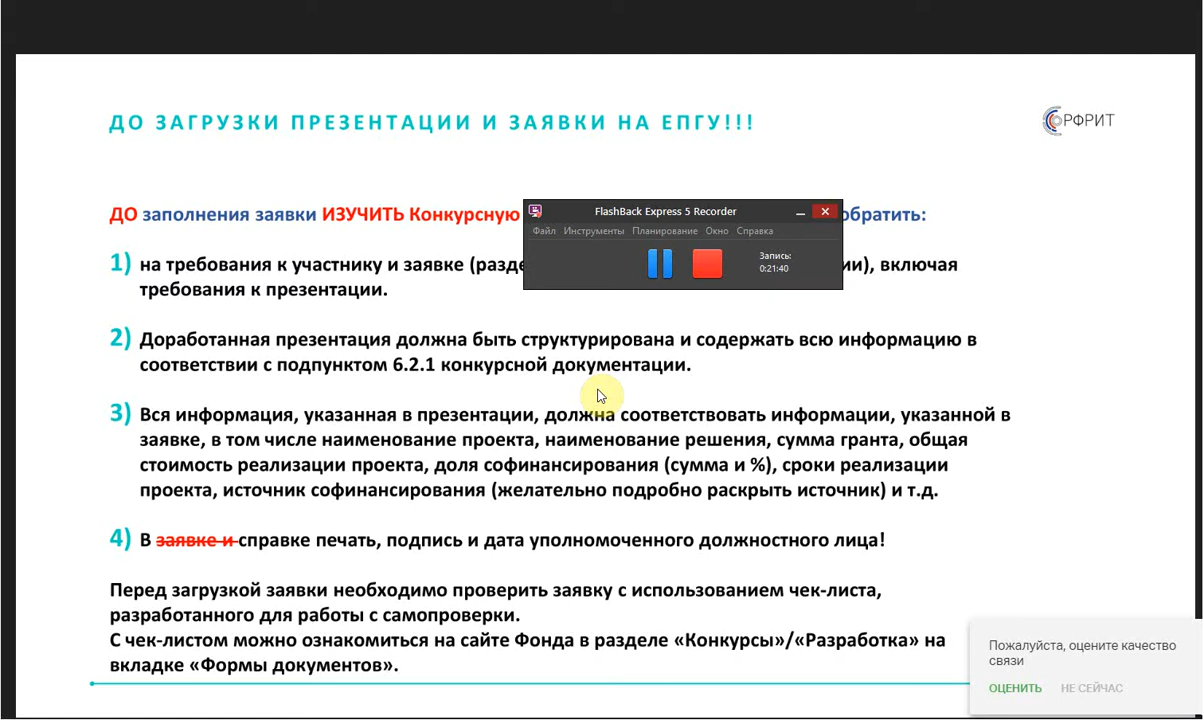 ДО ЗАГРУЗКИ ПРЕЗЕНТАЦИИ И ЗАЯВКИ НА ЕПГУ!!!
РФРИТ
ДО заполнения заявки ИЗУЧИТЬ Конкурсную
обратить:
FlashBack Express 5 Recorder
Файл Инструменты Планирование Окно Справка
Запись:
0:21:40
1) на требования к участнику и заявке (разде
ии), включая
требования к презентации.
2) Доработанная презентация должна быть структурирована и содержать всю информацию в
соответствии с подпунктом 6.2.1 конкурсной документации.
3) Вся информация, указанная в презентации, должна соответствовать информации, указанной в
заявке, в том числе наименование проекта, наименование решения, сумма гранта, общая
стоимость реализации проекта, доля софинансирования (сумма и %), сроки реализации
проекта, источник софинансирования (желательно подробно раскрыть источник) и т.д.
4) В заявке и справке печать, подпись и дата уполномоченного должностного лица!
Перед загрузкой заявки необходимо проверить заявку с использованием чек-листа,
разработанного для работы с самопроверки.
С чек-листом можно ознакомиться на сайте Фонда в разделе «Конкурсы»/«Разработка» на
вкладке «Формы документов».
Пожалуйста, оцените качество
связи
ОЦЕНИТЬ НЕ СЕЙЧАС